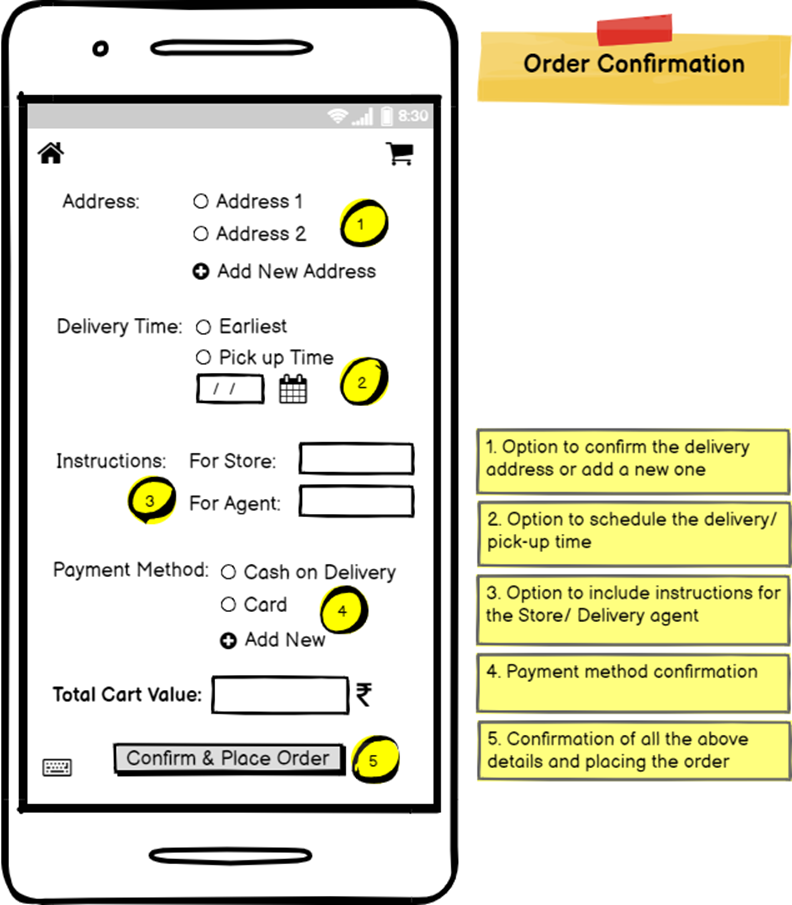 Order Confirmation
8:30
Address:
Address 1
1
Address 2
Add New Address
Delivery Time:
Earliest
Pick up Time
/ /
2
Instructions:
For Store:
3
For Agent:
Payment Method:
Cash on Delivery
Card
4
Add New
Total Cart Value:
₹
Confirm & Place Order
5
1. Option to confirm the delivery
address or add a new one
2. Option to schedule the delivery/
pick-up time
3. Option to include instructions for
the Store/ Delivery agent
4. Payment method confirmation
5. Confirmation of all the above
details and placing the order